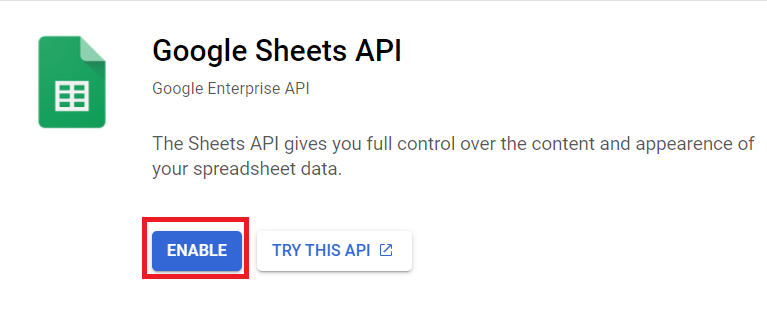 Google Sheets API
Google Enterprise API
The Sheets API gives you full control over the content and appearence of
your spreadsheet data.
ENABLE
TRY THIS API